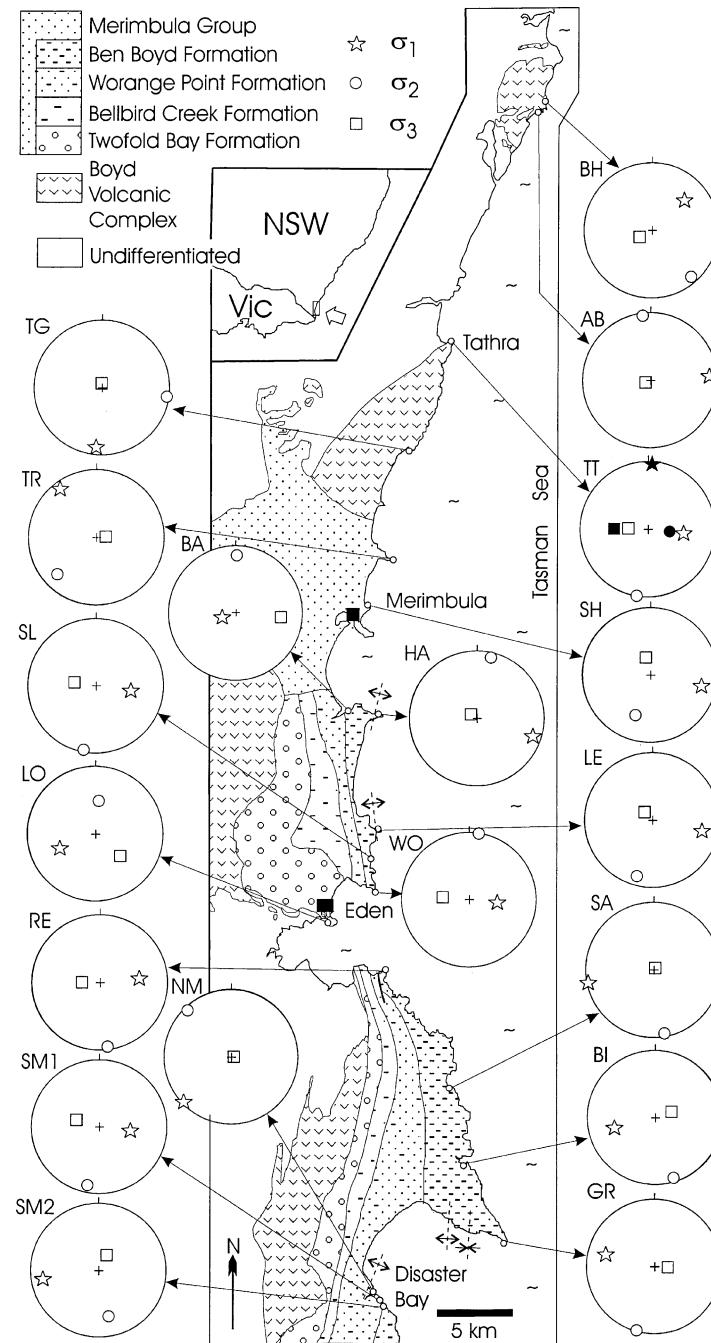 Merimbula Group
Ben Boyd Formation
Worange Point Formation
Bellbird Creek Formation
Twofold Bay Formation
Boyd
Volcanic
Complex
Undifferentiated
σ1
σ2
σ3
NSW
Vic
BH
AB
TG
Tathra
TT
TR
BA
Tasman Sea
Merimbula
SH
SL
HA
LO
LE
WO
Eden
SA
RE
NM
BI
SM1
GR
SM2
N
Disaster
Bay
5 km